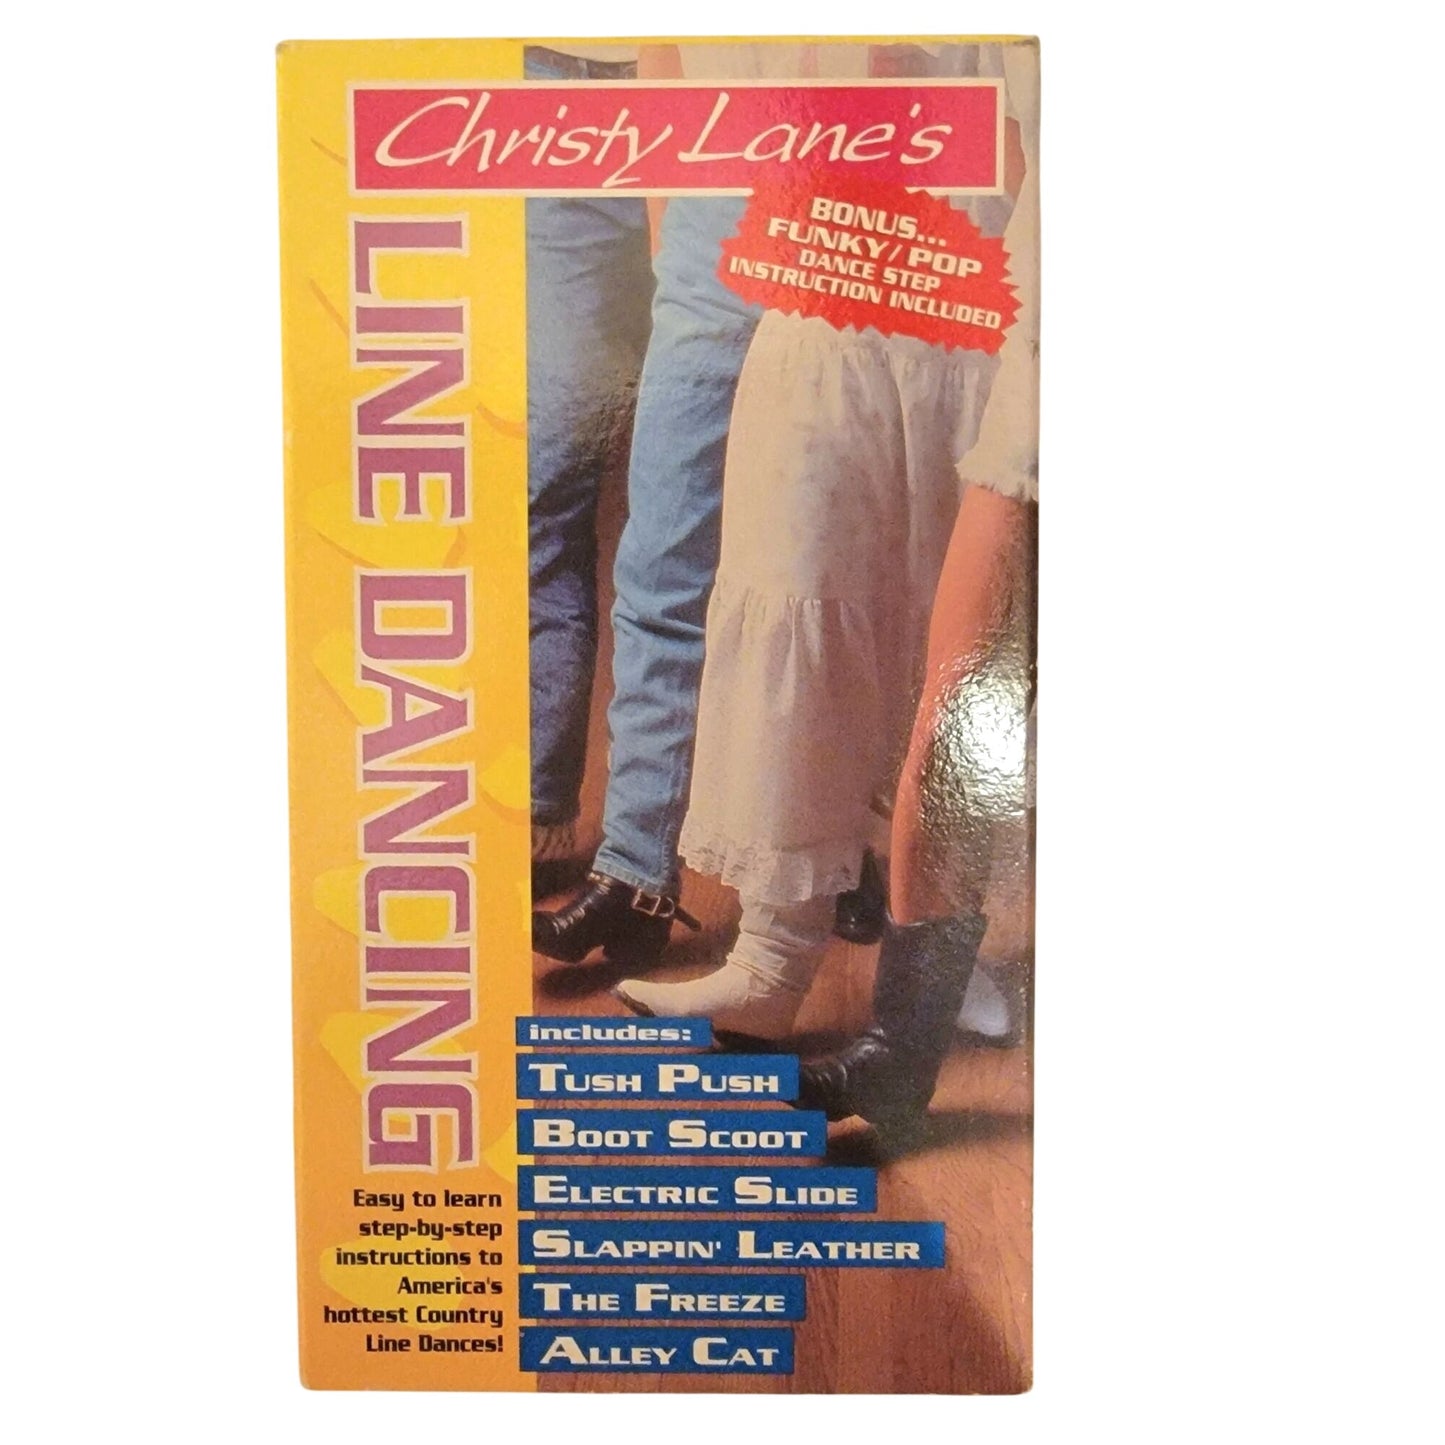 Christy Lane's
LINE DANCING
BONUS...
FUNKY/POP
DANCE STEP
INSTRUCTION INCLUDED
includes:
TUSH PUSH
BOOT SCOOT
ELECTRIC SLIDE
SLAPPIN' LEATHER
THE FREEZE
ALLEY CAT
Easy to learn
step-by-step
instructions to
America's
hottest Country
Line Dances!